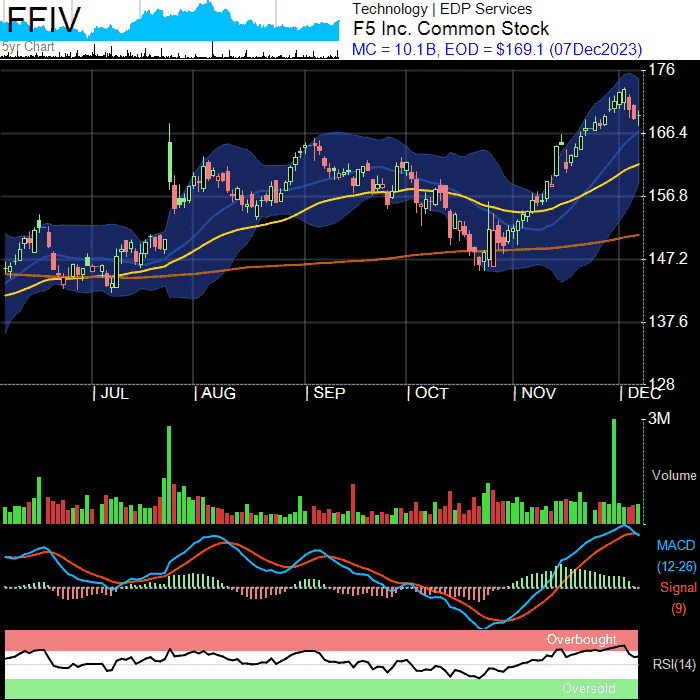 FFIV
5yr Chart
Technology | EDP Services
F5 Inc. Common Stock
MC = 10.1B, EOD = $169.1 (07Dec2023)
176
166.4
156.8
147.2
137.6
128
| JUL | AUG | SEP | OCT | NOV | DEC
3M
Volume
MACD
(12-26)
Signal
(9)
Overbought
RSI(14)
Oversold